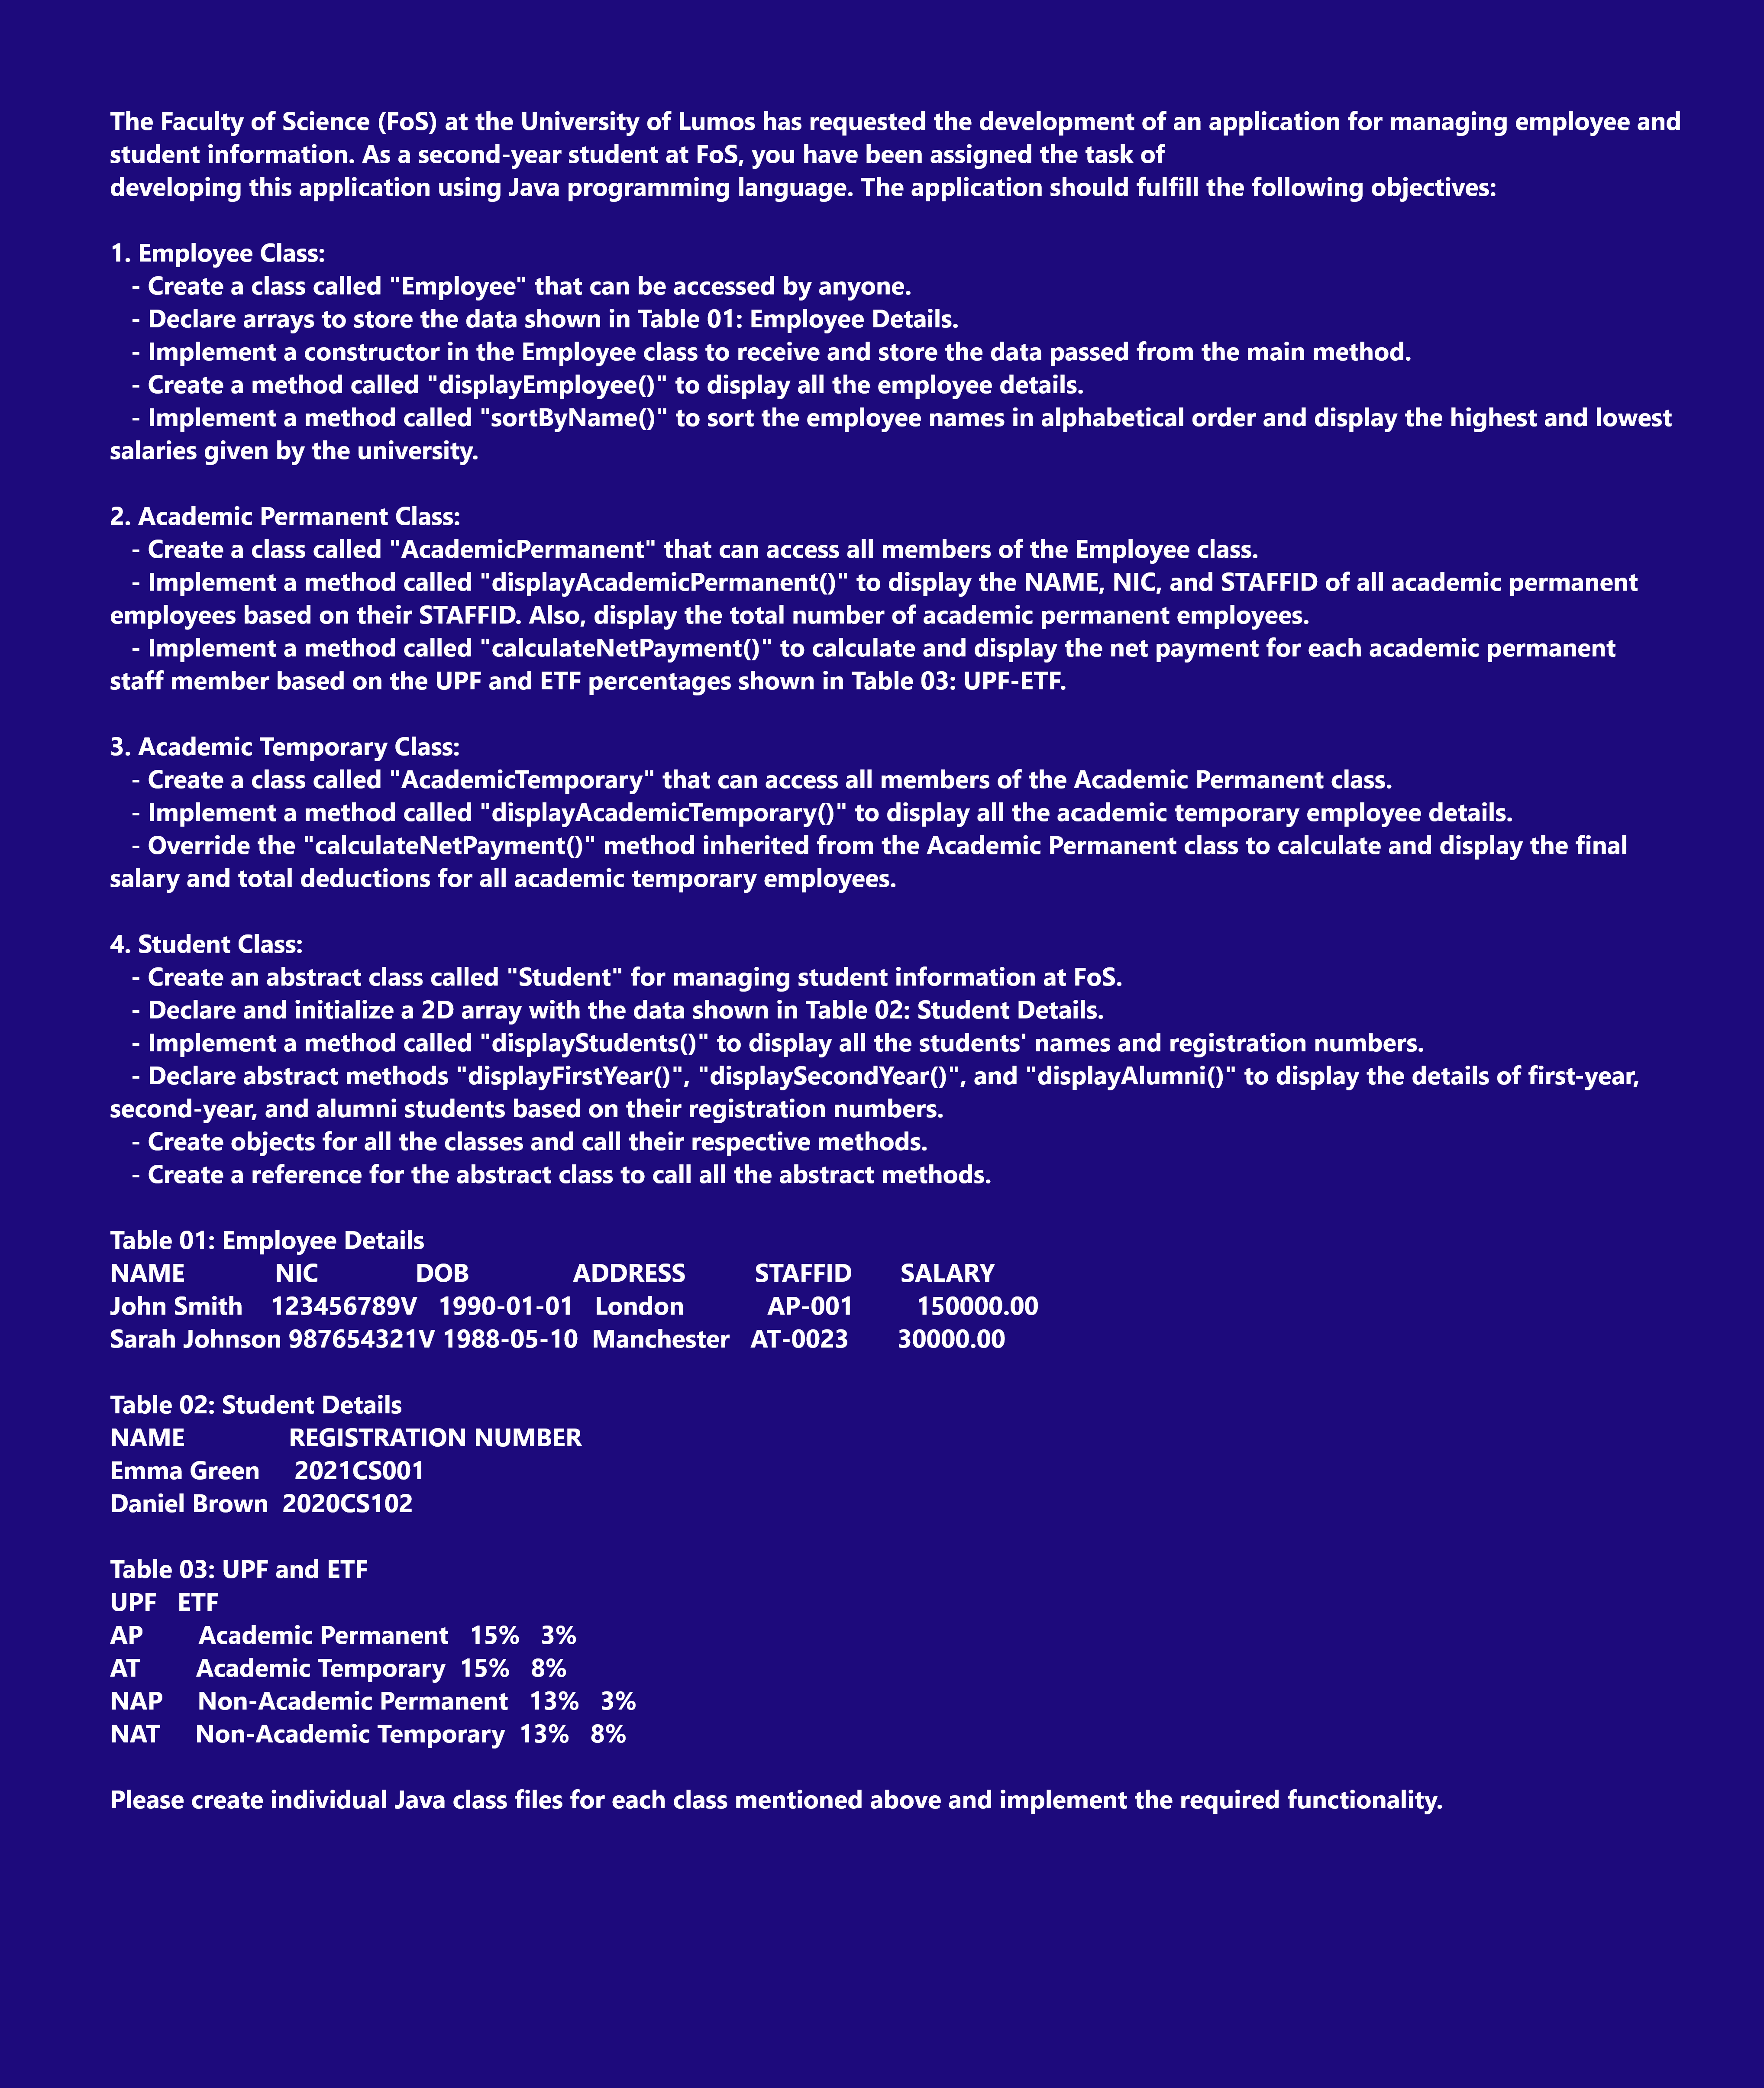 The Faculty of Science (FoS) at the University of Lumos has requested the development of an application for managing employee and
student information. As a second-year student at FoS, you have been assigned the task of
developing this application using Java programming language. The application should fulfill the following objectives:
1. Employee Class:
- Create a class called "Employee" that can be accessed by anyone.
- Declare arrays to store the data shown in Table 01: Employee Details.
- Implement a constructor in the Employee class to receive and store the data passed from the main method.
- Create a method called "displayEmployee()" to display all the employee details.
- Implement a method called "sortByName()" to sort the employee names in alphabetical order and display the highest and lowest
salaries given by the university.
2. Academic Permanent Class:
- Create a class called "AcademicPermanent" that can access all members of the Employee class.
- Implement a method called "displayAcademicPermanent()" to display the NAME, NIC, and STAFFID of all academic permanent
employees based on their STAFFID. Also, display the total number of academic permanent employees.
- Implement a method called "calculateNetPayment()" to calculate and display the net payment for each academic permanent
staff member based on the UPF and ETF percentages shown in Table 03: UPF-ETF.
3. Academic Temporary Class:
- Create a class called "AcademicTemporary" that can access all members of the Academic Permanent class.
- Implement a method called "displayAcademicTemporary()" to display all the academic temporary employee details.
- Override the "calculateNetPayment()" method inherited from the Academic Permanent class to calculate and display the final
salary and total deductions for all academic temporary employees.
4. Student Class:
- Create an abstract class called "Student" for managing student information at FoS.
- Declare and initialize a 2D array with the data shown in Table 02: Student Details.
- Implement a method called "displayStudents()" to display all the students' names and registration numbers.
- Declare abstract methods "displayFirstYear()", "displaySecondYear()", and "displayAlumni()" to display the details of first-year,
second-year, and alumni students based on their registration numbers.
- Create objects for all the classes and call their respective methods.
- Create a reference for the abstract class to call all the abstract methods.
Table 01: Employee Details
NAME NIC DOB ADDRESS STAFFID SALARY
John Smith 123456789V 1990-01-01 London AP-001 150000.00
Sarah Johnson 987654321V 1988-05-10 Manchester AT-0023 30000.00
Table 02: Student Details
NAME REGISTRATION NUMBER
Emma Green 2021CS001
Daniel Brown 2020CS102
Table 03: UPF and ETF
UPF ETF
AP Academic Permanent 15% 3%
AT Academic Temporary 15% 8%
NAP Non-Academic Permanent 13% 3%
NAT Non-Academic Temporary 13% 8%
Please create individual Java class files for each class mentioned above and implement the required functionality.